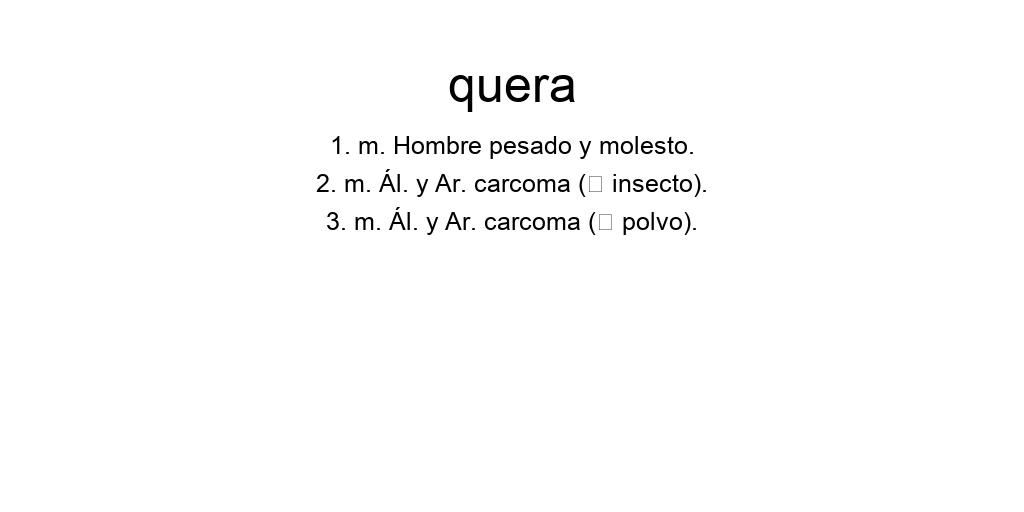 quera
1. m. Hombre pesado y molesto.
2. m. Ál. y Ar. carcoma (□ insecto).
3. m. Ál. y Ar. carcoma (□ polvo).